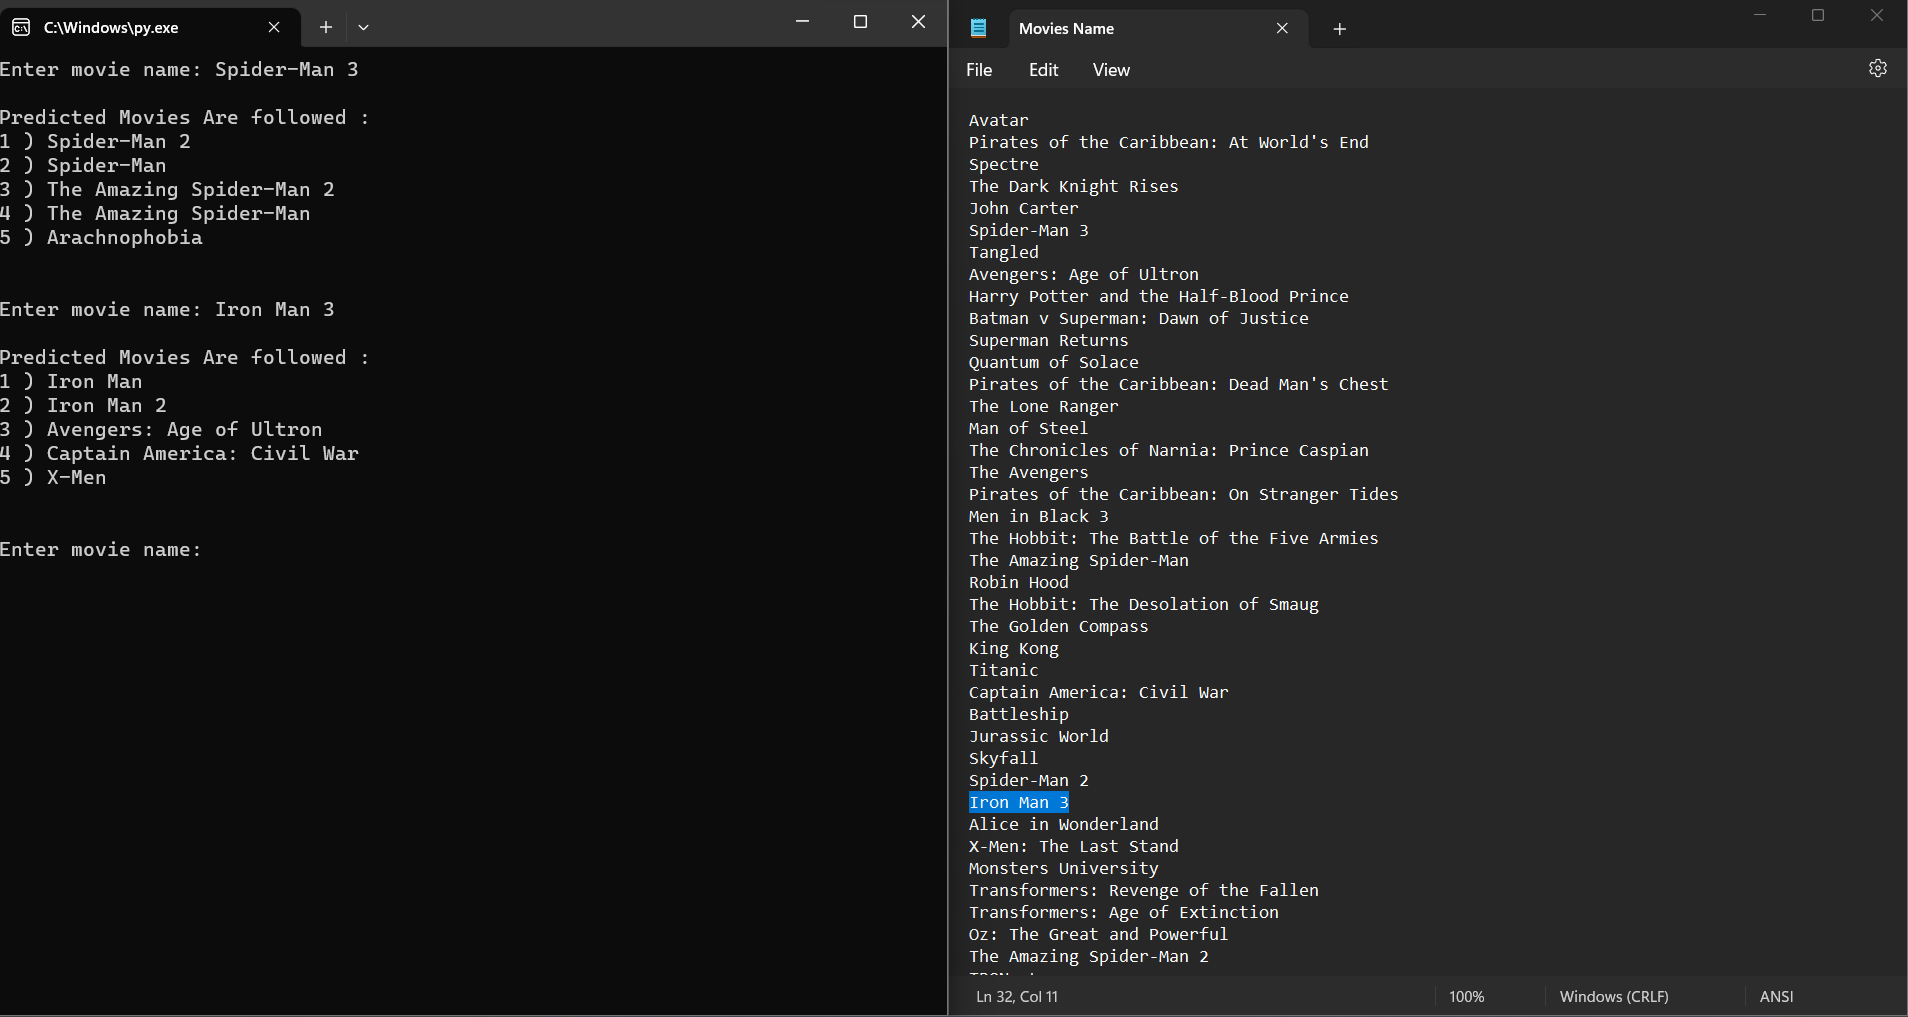 C:\Windows\py.exe
Enter movie name: Spider-Man 3
Predicted Movies Are followed :
1 ) Spider-Man 2
2 ) Spider-Man
3 ) The Amazing Spider-Man 2
4 ) The Amazing Spider-Man
5 ) Arachnophobia
Enter movie name: Iron Man 3
Predicted Movies Are followed :
1 ) Iron Man
2 ) Iron Man 2
3 ) Avengers: Age of Ultron
4 ) Captain America: Civil War
5 ) X-Men
Enter movie name:
Movies Name
File Edit View
Avatar
Pirates of the Caribbean: At World's End
Spectre
The Dark Knight Rises
John Carter
Spider-Man 3
Tangled
Avengers: Age of Ultron
Harry Potter and the Half-Blood Prince
Batman v Superman: Dawn of Justice
Superman Returns
Quantum of Solace
Pirates of the Caribbean: Dead Man's Chest
The Lone Ranger
Man of Steel
The Chronicles of Narnia: Prince Caspian
The Avengers
Pirates of the Caribbean: On Stranger Tides
Men in Black 3
The Hobbit: The Battle of the Five Armies
The Amazing Spider-Man
Robin Hood
The Hobbit: The Desolation of Smaug
The Golden Compass
King Kong
Titanic
Captain America: Civil War
Battleship
Jurassic World
Skyfall
Spider-Man 2
Iron Man 3
Alice in Wonderland
X-Men: The Last Stand
Monsters University
Transformers: Revenge of the Fallen
Transformers: Age of Extinction
Oz: The Great and Powerful
The Amazing Spider-Man 2
Ln 32, Col 11 100% Windows (CRLF) ANSI